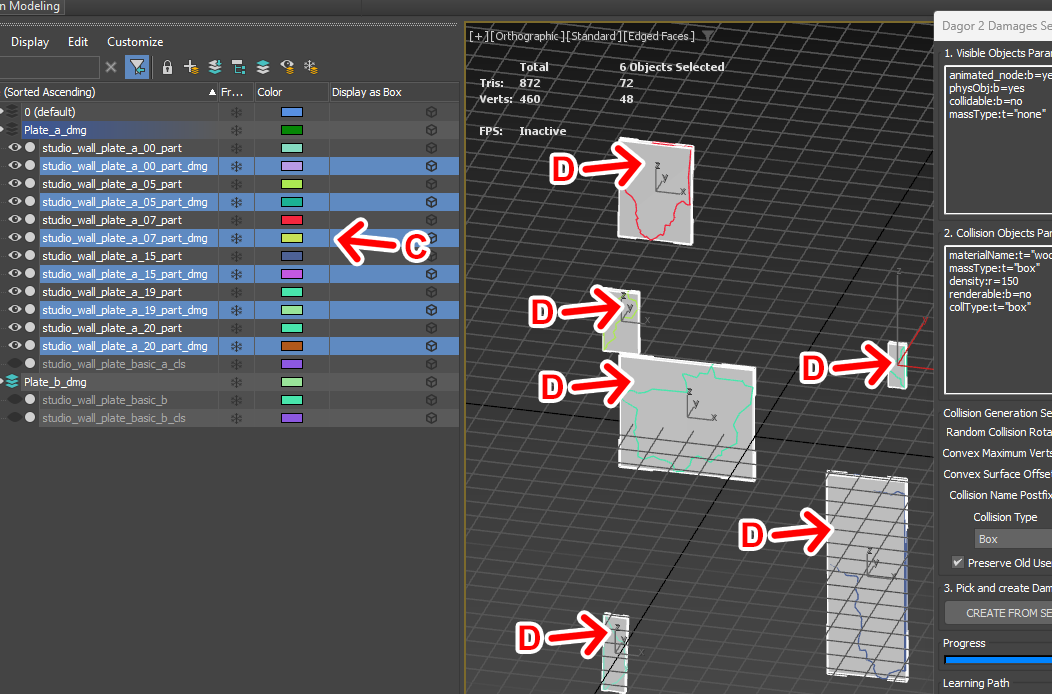 n Modeling
Display Edit Customize
(Sorted Ascending) ▲ Fr... Color Display as Box
0 (default)
Plate_a_dmg
studio_wall_plate_a_00_part
studio_wall_plate_a_00_part_dmg
studio_wall_plate_a_05_part
studio_wall_plate_a_05_part_dmg
studio_wall_plate_a_07_part
studio_wall_plate_a_07_part_dmg
studio_wall_plate_a_15_part
studio_wall_plate_a_15_part_dmg
studio_wall_plate_a_19_part
studio_wall_plate_a_19_part_dmg
studio_wall_plate_a_20_part
studio_wall_plate_a_20_part_dmg
studio_wall_plate_basic_a_cls
Plate_b_dmg
studio_wall_plate_basic_b
studio_wall_plate_basic_b_cls
C
[+] [Orthographic] [Standard] [Edged Faces]
Total 6 Objects Selected
Tris: 872 72
Verts: 460 48
FPS: Inactive
D
z
y
x
D
z
y
x
D
z
y
x
D
z
D
z
y
D
z
y
x
Dagor 2 Damages Se
1. Visible Objects Para
animated_node:b=ye
physObj:b=yes
collidable:b=no
massType:t="none"
2. Collision Objects Par
materialName:t="woo
massType:t="box"
density:r=150
renderable:b=no
collType:t="box"
Collision Generation Se
Random Collision Rota
Convex Maximum Verts
Convex Surface Offset
Collision Name Postfix
Collision Type
Box
Preserve Old Use
3. Pick and create Dam
CREATE FROM SE
Progress
Learning Path